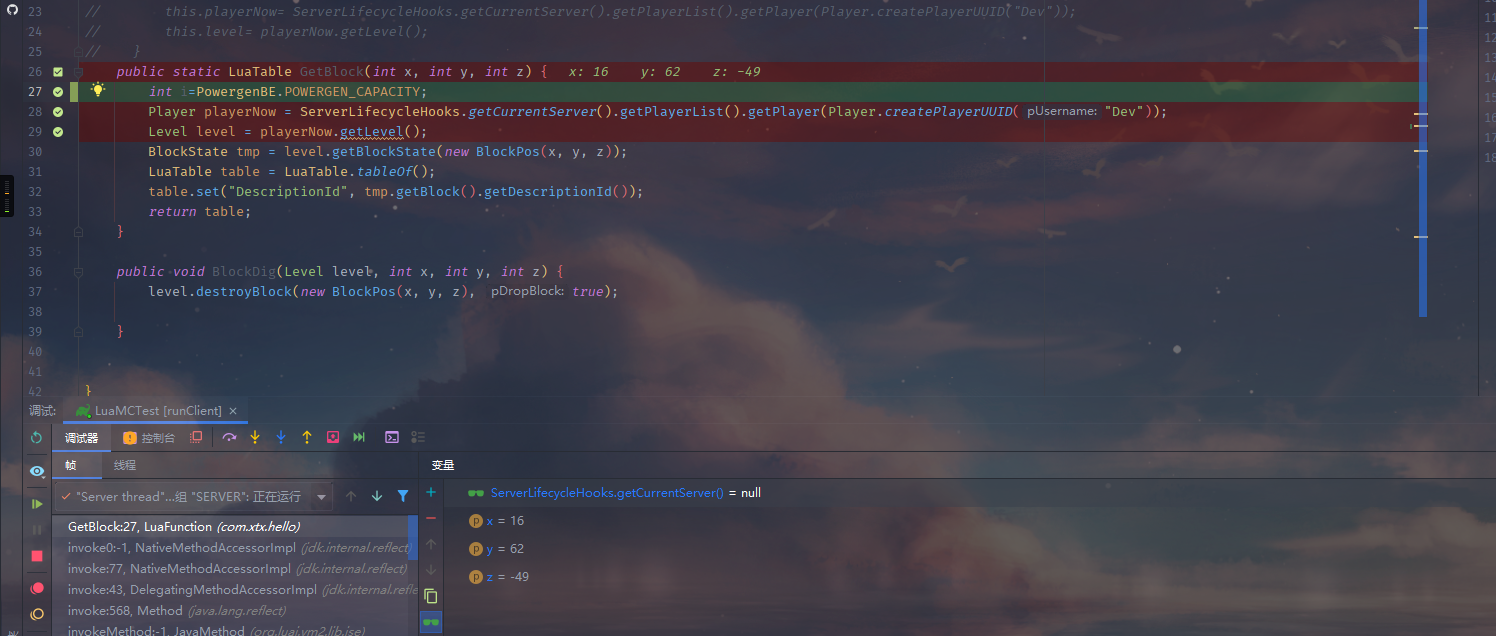 23 //        this.playerNow= ServerLifecycleHooks.getCurrentServer().getPlayerList().getPlayer(Player.createPlayerUUID("Dev"));
24 //        this.level= playerNow.getLevel();
25 //    }
26 public static LuaTable GetBlock(int x, int y, int z) {   x: 16    y: 62    z: -49
27 int i=PowergenBE.POWERGEN_CAPACITY;
28 Player playerNow = ServerLifecycleHooks.getCurrentServer().getPlayerList().getPlayer(Player.createPlayerUUID( pUsername: "Dev"));
29 Level level = playerNow.getLevel();
30 BlockState tmp = level.getBlockState(new BlockPos(x, y, z));
31 LuaTable table = LuaTable.tableOf();
32 table.set("DescriptionId", tmp.getBlock().getDescriptionId());
33 return table;
34 }
35
36 public void BlockDig(Level level, int x, int y, int z) {
37 level.destroyBlock(new BlockPos(x, y, z), pDropBlock: true);
38
39 }
40
41
42 }
调试: LuaMCTest [runClient] ×
调试器 控制台
帧 线程 变量
"Server thread"...组 "SERVER": 正在运行
ServerLifecycleHooks.getCurrentServer() = null
GetBlock:27, LuaFunction (com.xtx.hello)
p x = 16
invoke0:-1, NativeMethodAccessorImpl (jdk.internal.reflect)
p y = 62
invoke:77, NativeMethodAccessorImpl (jdk.internal.reflect)
p z = -49
invoke:43, DelegatingMethodAccessorImpl (jdk.internal.refle
invoke:568, Method (java.lang.reflect)
invokeMethod:-1, JavaMethod (org.luaj.vm2.lib.jse)